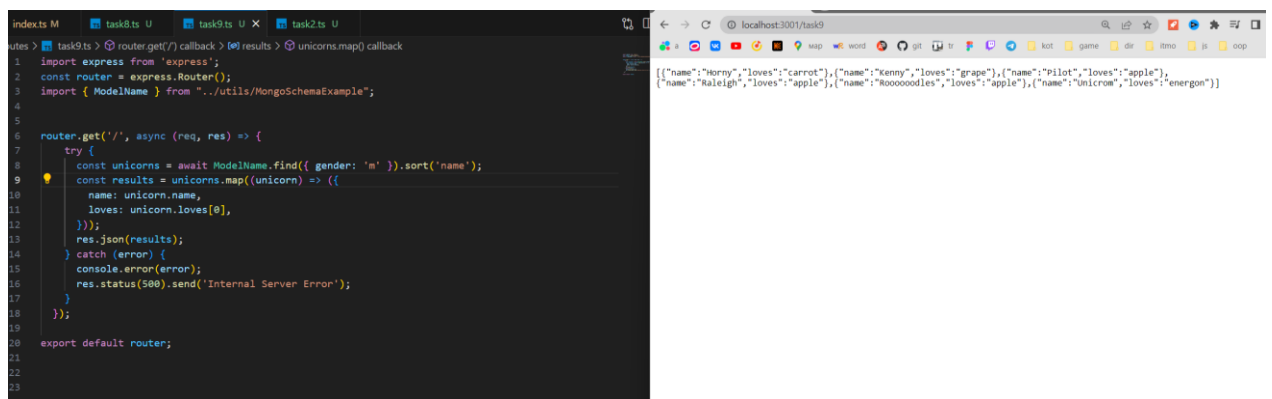 index.ts M task8.ts U task9.ts U task2.ts U
outes > task9.ts > router.get('/') callback > results > unicorns.map() callback
1 import express from 'express';
2 const router = express.Router();
3 import { ModelName } from "../utils/MongoSchemaExample";
4
5
6 router.get('/', async (req, res) => {
7 try {
8 const unicorns = await ModelName.find({ gender: 'm' }).sort('name');
9 const results = unicorns.map((unicorn) => ({
10 name: unicorn.name,
11 loves: unicorn.loves[0],
12 }));
13 res.json(results);
14 } catch (error) {
15 console.error(error);
16 res.status(500).send('Internal Server Error');
17 }
18 });
19
20 export default router;
21
22
23
localhost:3001/task9
a wap word git tr kot game dir itmo js oop
[{"name":"Horny","loves":"carrot"},{"name":"Kenny","loves":"grape"},{"name":"Pilot","loves":"apple"},
{"name":"Raleigh","loves":"apple"},{"name":"Roooooodles","loves":"apple"},{"name":"Unicrom","loves":"energon"}]